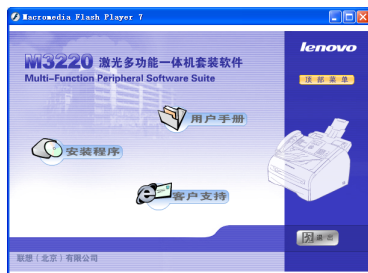 Macromedia Flash Player 7
lenovo
M3220 激光多功能一体机套装软件
Multi-Function Peripheral Software Suite
顶部菜单
用户手册
安装程序
客户支持
退出
联想（北京）有限公司